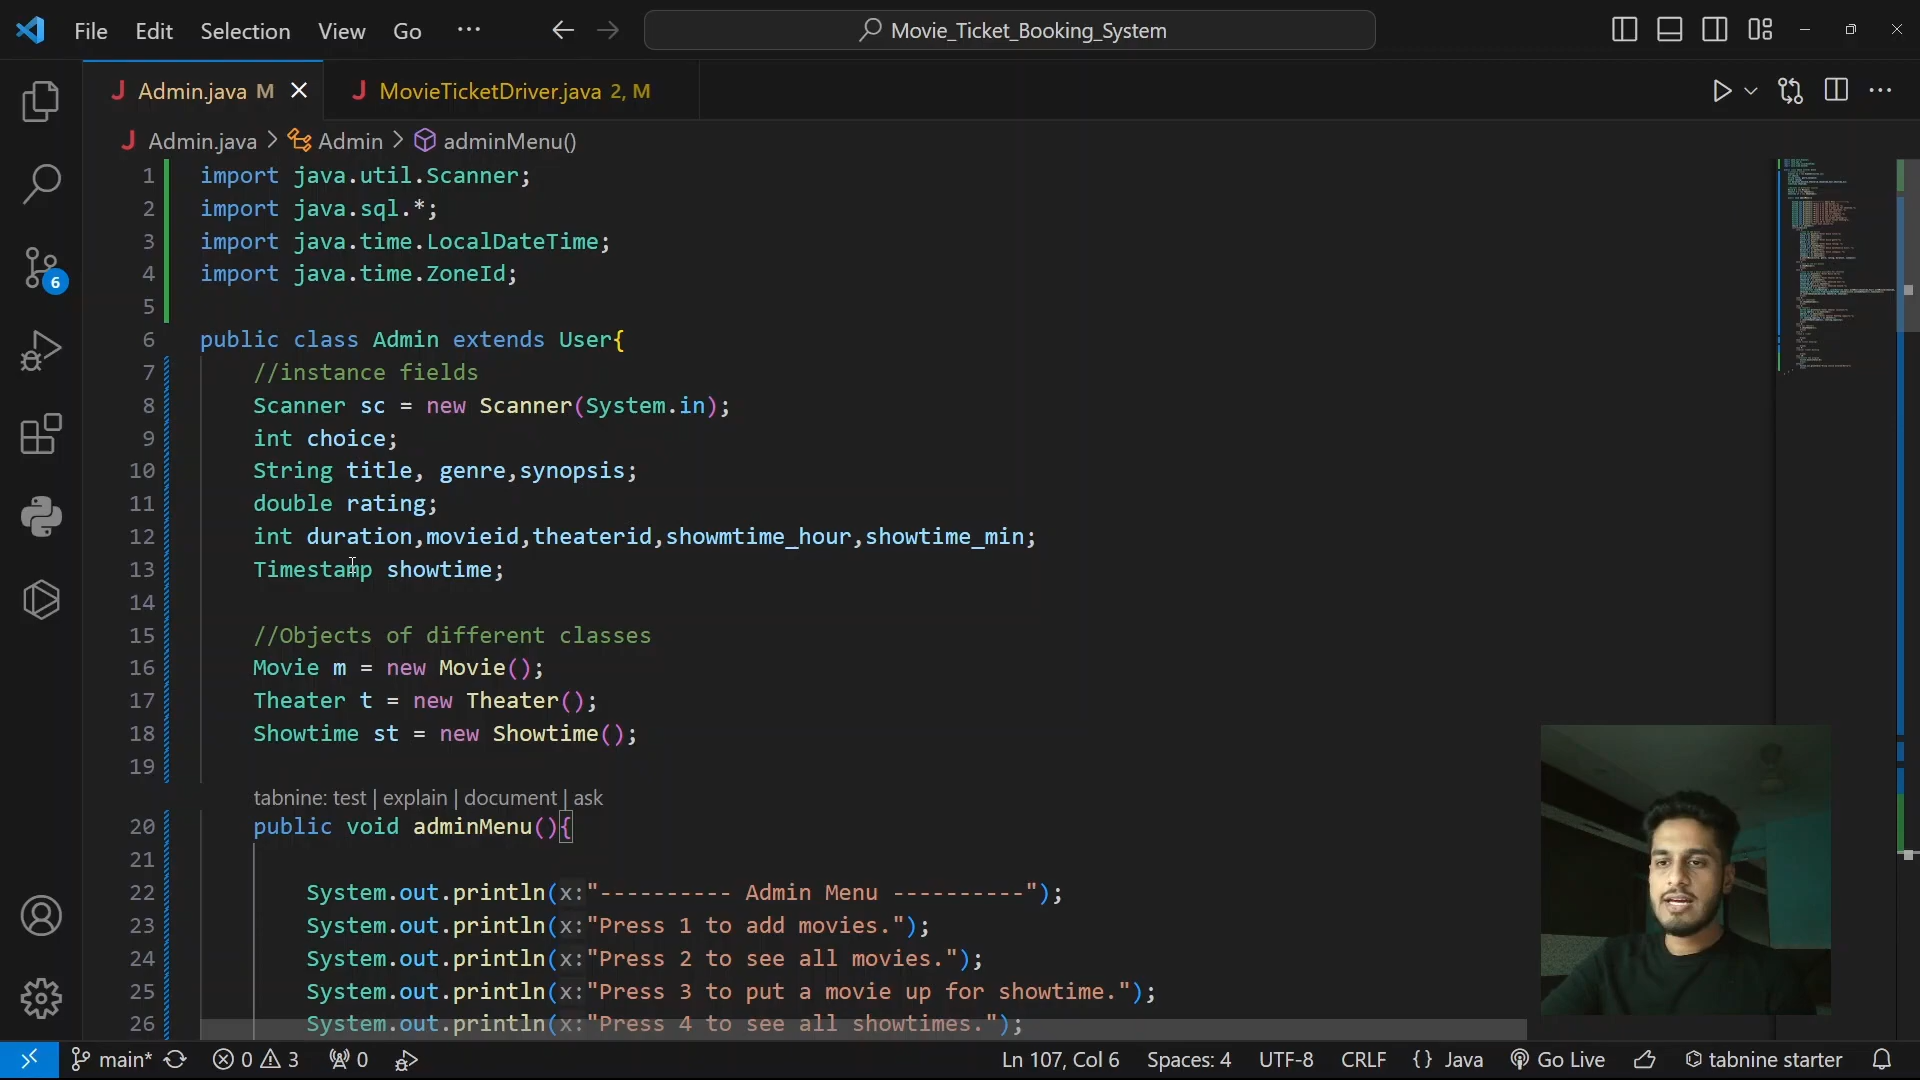 File Edit Selection View Go ··· Movie_Ticket_Booking_System
J Admin.java M J MovieTicketDriver.java 2, M
J Admin.java > Admin > adminMenu()
1 import java.util.Scanner;
2 import java.sql.*;
3 import java.time.LocalDateTime;
4 import java.time.ZoneId;
5
6 public class Admin extends User{
7 //instance fields
8 Scanner sc = new Scanner(System.in);
9 int choice;
10 String title, genre,synopsis;
11 double rating;
12 int duration,movieid,theaterid,showmtime_hour,showtime_min;
13 Timestamp showtime;
14
15 //Objects of different classes
16 Movie m = new Movie();
17 Theater t = new Theater();
18 Showtime st = new Showtime();
19
tabnine: test | explain | document | ask
20 public void adminMenu(){
21
22 System.out.println(x:"---------- Admin Menu ----------");
23 System.out.println(x:"Press 1 to add movies.");
24 System.out.println(x:"Press 2 to see all movies.");
25 System.out.println(x:"Press 3 to put a movie up for showtime.");
26 System.out.println(x:"Press 4 to see all showtimes.");
6
main* 0 3 0 Ln 107, Col 6 Spaces: 4 UTF-8 CRLF {} Java Go Live tabnine starter